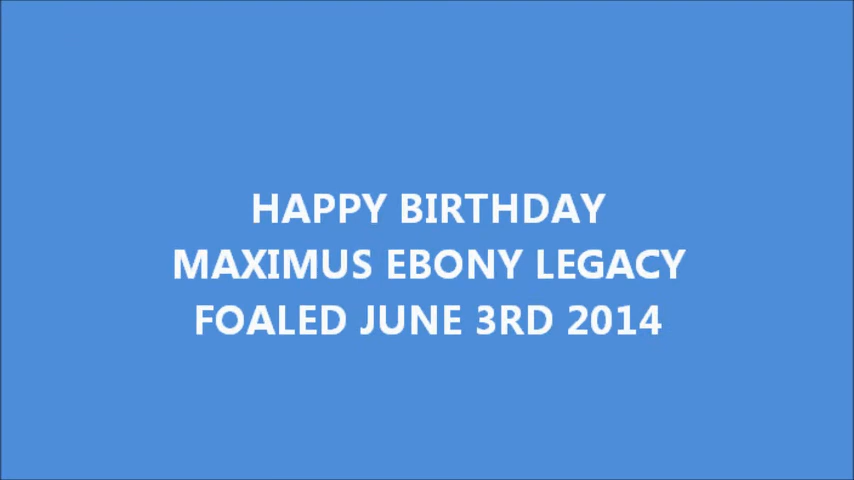 HAPPY BIRTHDAY
MAXIMUS EBONY LEGACY
FOALED JUNE 3RD 2014